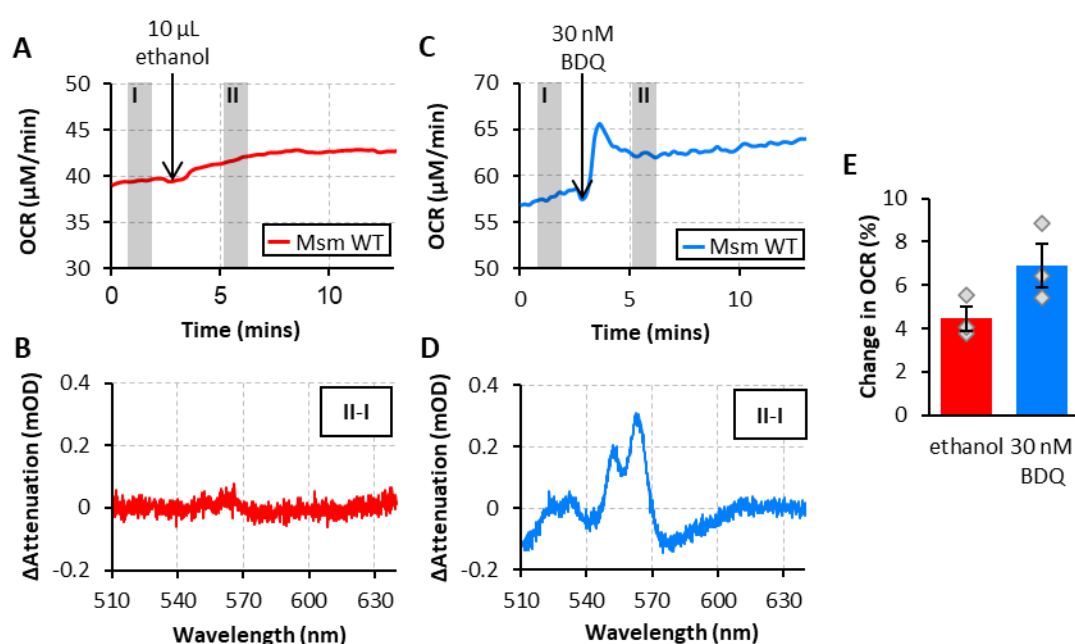 A
10 µL
ethanol
50
45
40
35
30
OCR (µM/min)
I
II
Msm WT
0
5
10
Time (mins)
B
0.4
0.2
0
-0.2
ΔAttenuation (mOD)
II-I
510
540
570
600
630
Wavelength (nm)
C
30 nM
BDQ
70
65
60
55
50
OCR (µM/min)
I
II
Msm WT
0
5
10
Time (mins)
D
0.4
0.2
0
-0.2
ΔAttenuation (mOD)
II-I
510
540
570
600
630
Wavelength (nm)
E
10
8
6
4
2
0
Change in OCR (%)
ethanol
30 nM
BDQ